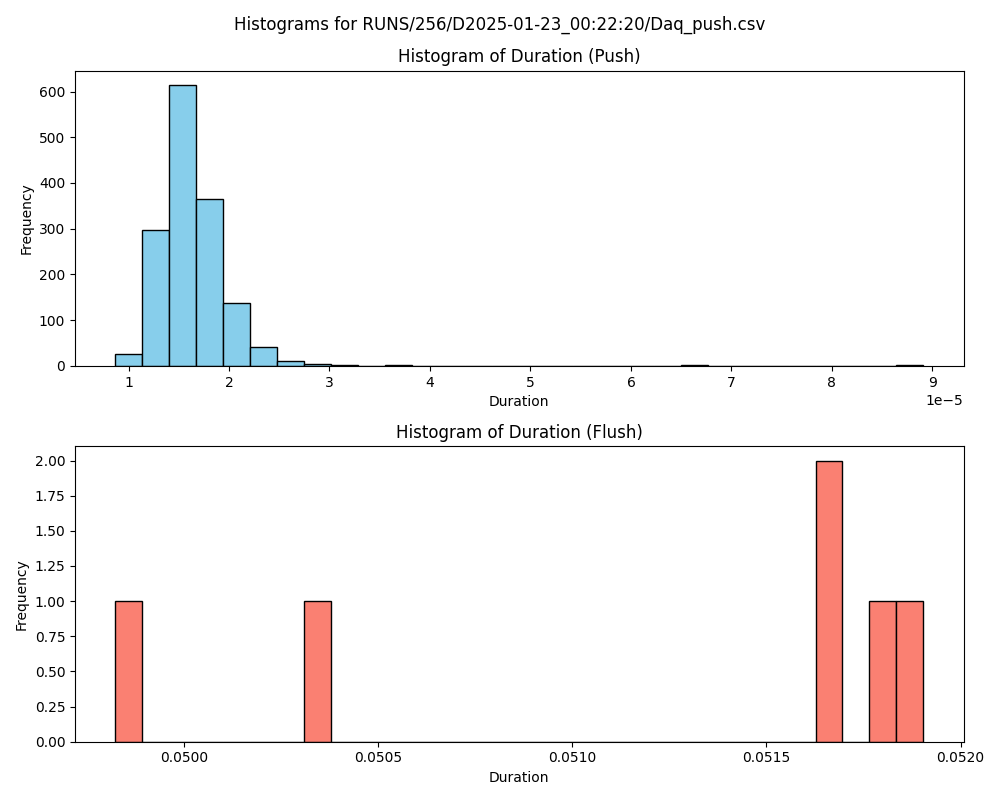 Histograms for RUNS/256/D2025-01-23_00:22:20/Daq_push.csv
Histogram of Duration (Push)
Frequency
600
500
400
300
200
100
0
1 2 3 4 5 6 7 8 9
1e−5
Duration
Histogram of Duration (Flush)
Frequency
2.00
1.75
1.50
1.25
1.00
0.75
0.50
0.25
0.00
0.0500 0.0505 0.0510 0.0515 0.0520
Duration